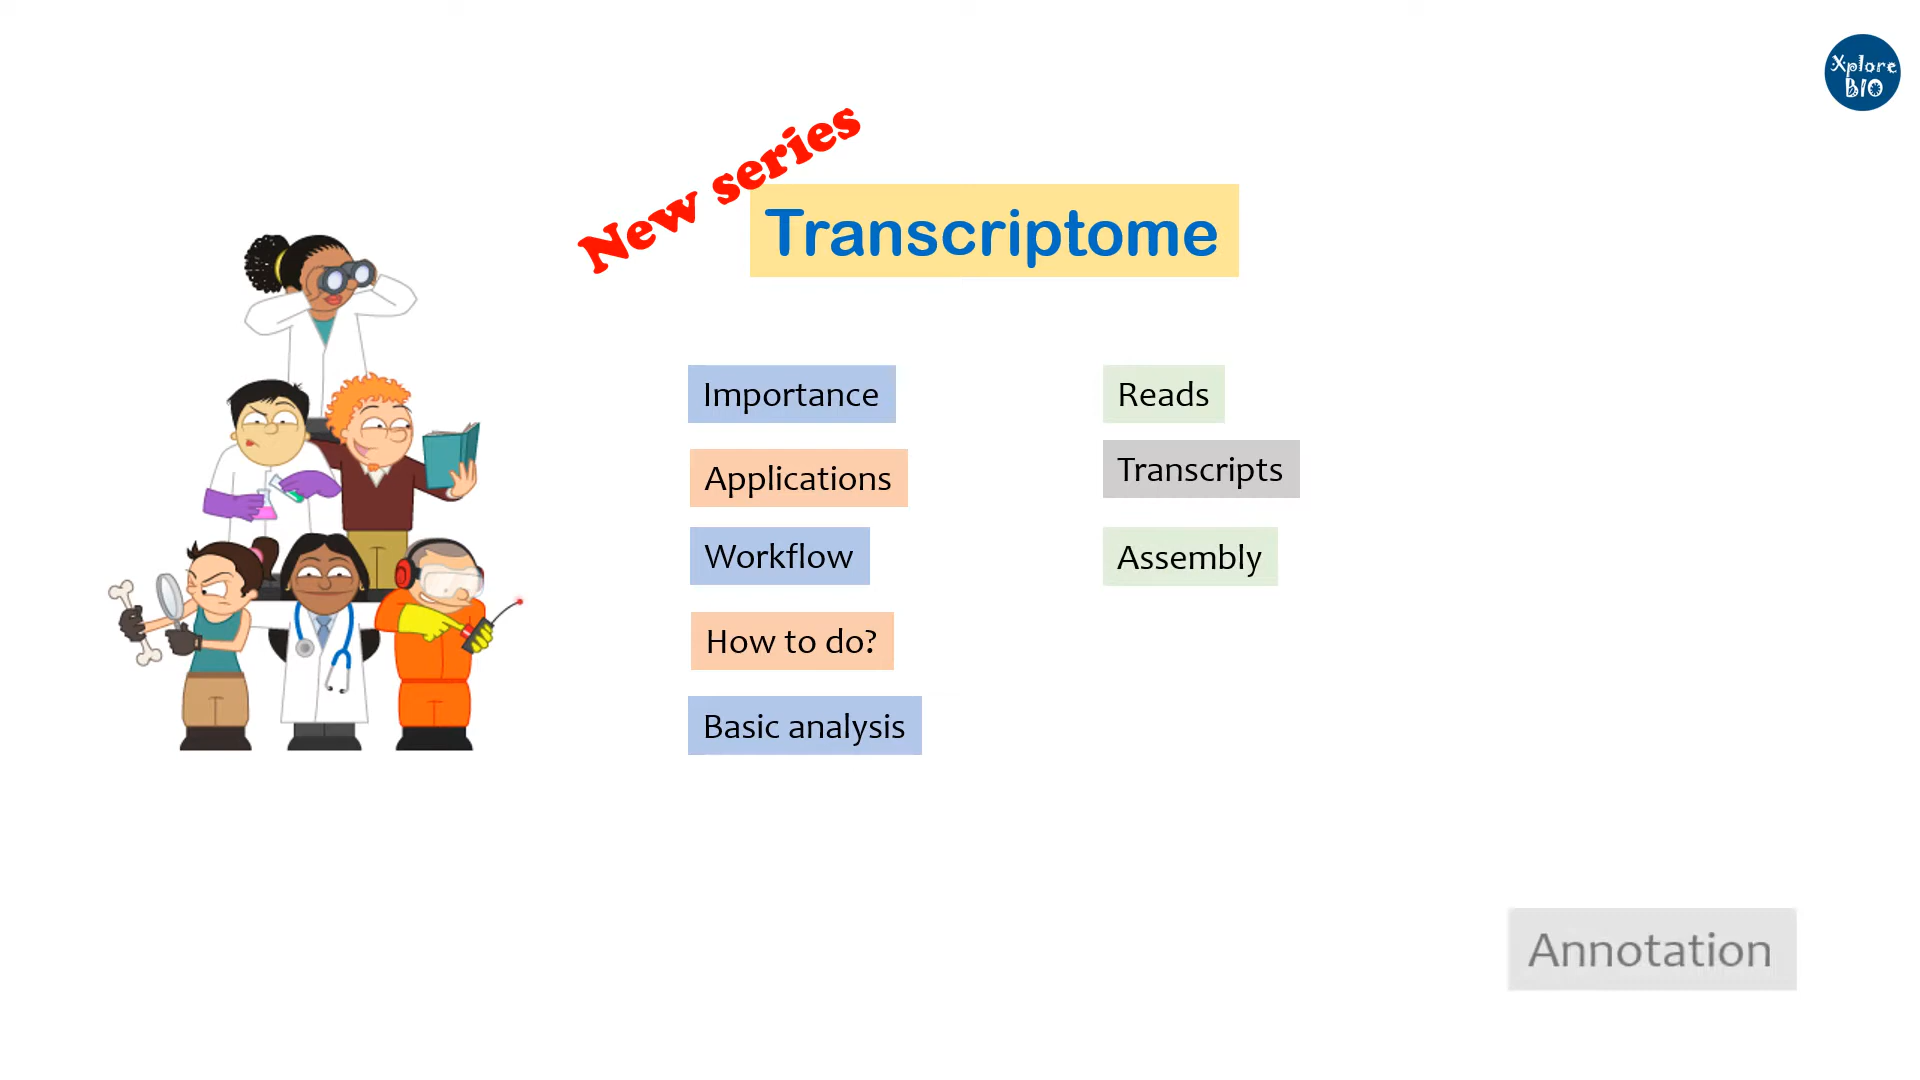 Xplore
BIO
New series
Transcriptome
Importance
Applications
Workflow
How to do?
Basic analysis
Reads
Transcripts
Assembly
Annotation